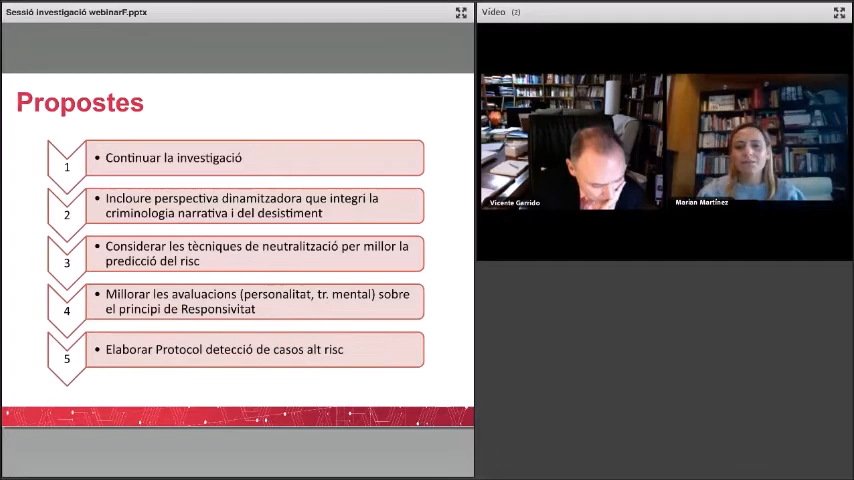 Sessió investigació webinarF.pptx
Propostes
1
• Continuar la investigació
2
• Incloure perspectiva dinamitzadora que integri la
criminologia narrativa i del desistiment
3
• Considerar les tècniques de neutralització per millor la
predicció del risc
4
• Millorar les avaluacions (personalitat, tr. mental) sobre
el principi de Responsivitat
5
• Elaborar Protocol detecció de casos alt risc
Vídeo (2)
Vicente Garrido
Marian Martínez